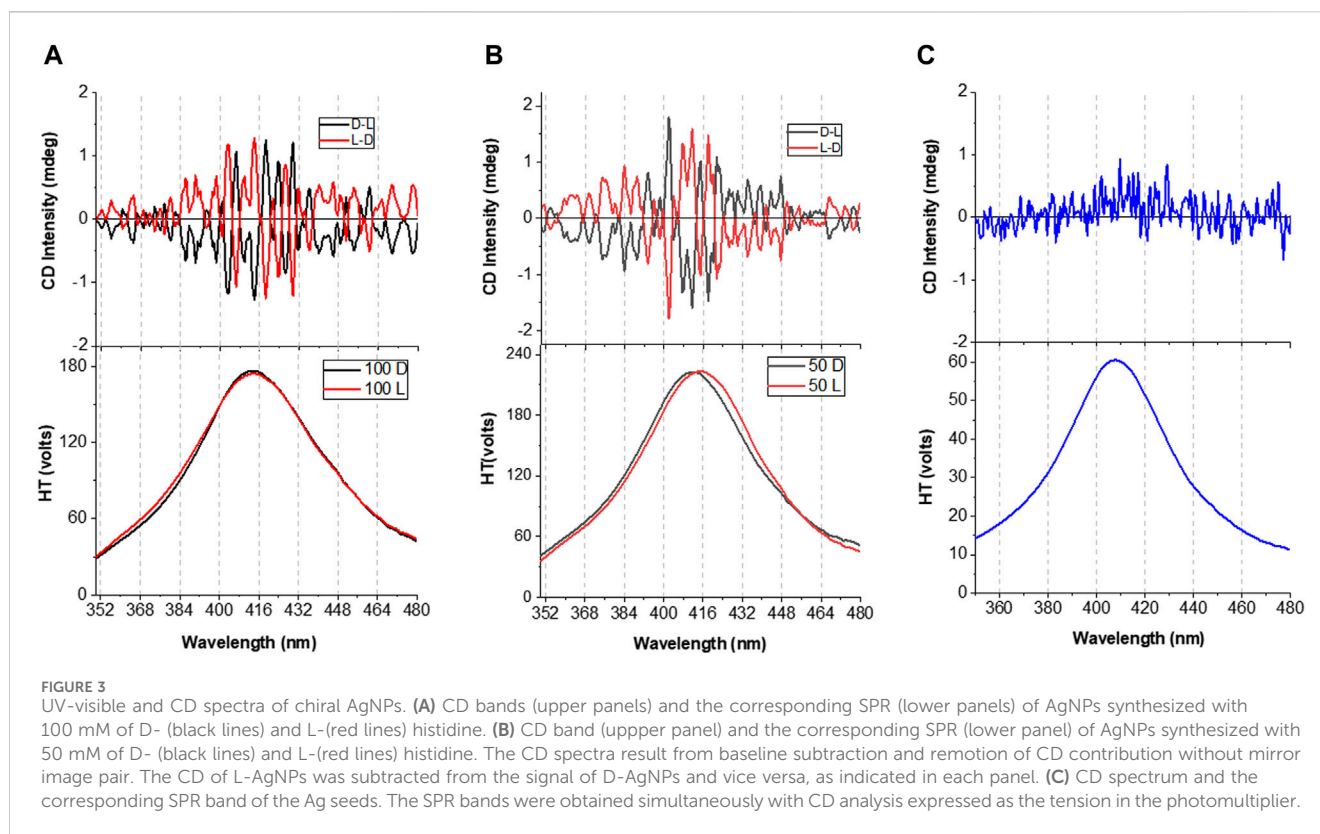 A
B
C
2
1
0
-1
-2
CD Intensity (mdeg)
D-L
L-D
2
1
0
-1
-2
CD Intensity (mdeg)
D-L
L-D
2
1
0
-1
-2
CD Intensity (mdeg)
180
120
60
0
HT (volts)
100 D
100 L
352 368 384 400 416 432 448 464 480
Wavelength (nm)
240
180
120
60
0
HT(volts)
50 D
50 L
352 368 384 400 416 432 448 464 480
Wavelength (nm)
60
50
40
30
20
10
0
HT (volts)
360 380 400 420 440 460 480
Wavelength (nm)
FIGURE 3
UV-visible and CD spectra of chiral AgNPs. (A) CD bands (upper panels) and the corresponding SPR (lower panels) of AgNPs synthesized with
100 mM of D- (black lines) and L-(red lines) histidine. (B) CD band (uppper panel) and the corresponding SPR (lower panel) of AgNPs synthesized with
50 mM of D- (black lines) and L-(red lines) histidine. The CD spectra result from baseline subtraction and remotion of CD contribution without mirror
image pair. The CD of L-AgNPs was subtracted from the signal of D-AgNPs and vice versa, as indicated in each panel. (C) CD spectrum and the
corresponding SPR band of the Ag seeds. The SPR bands were obtained simultaneously with CD analysis expressed as the tension in the photomultiplier.